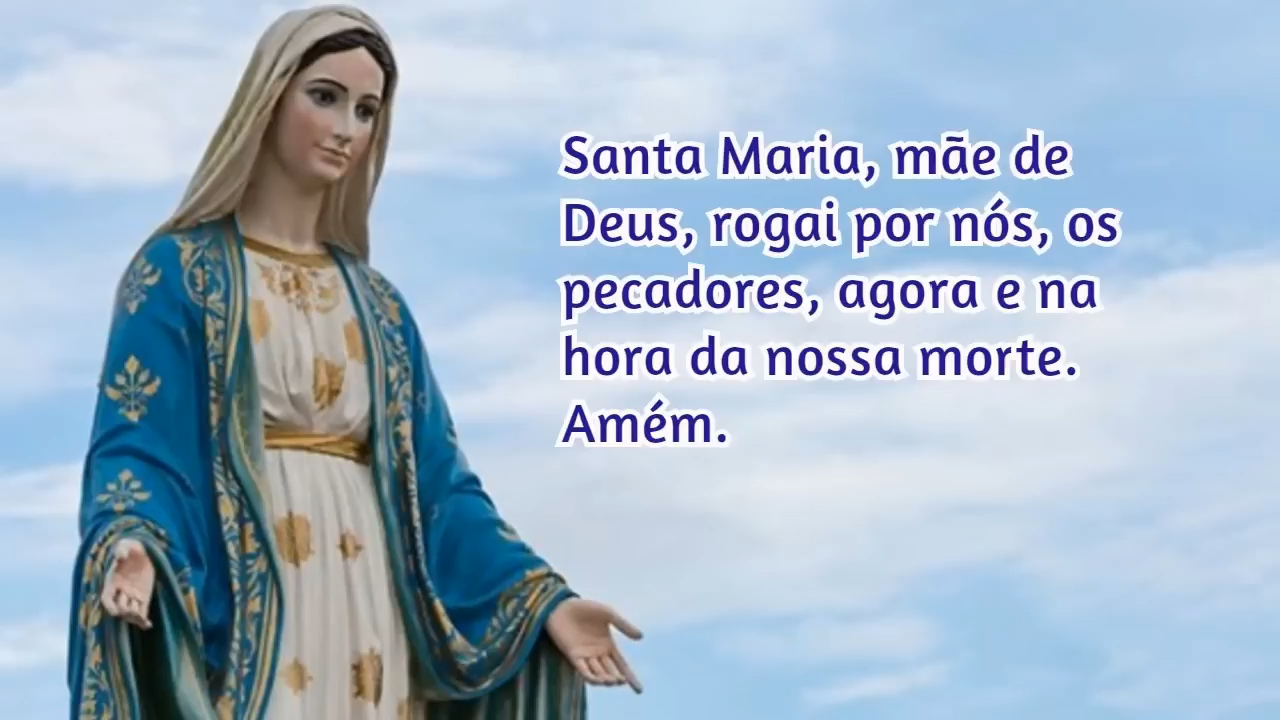 Santa Maria, mãe de
Deus, rogai por nós, os
pecadores, agora e na
hora da nossa morte.
Amém.